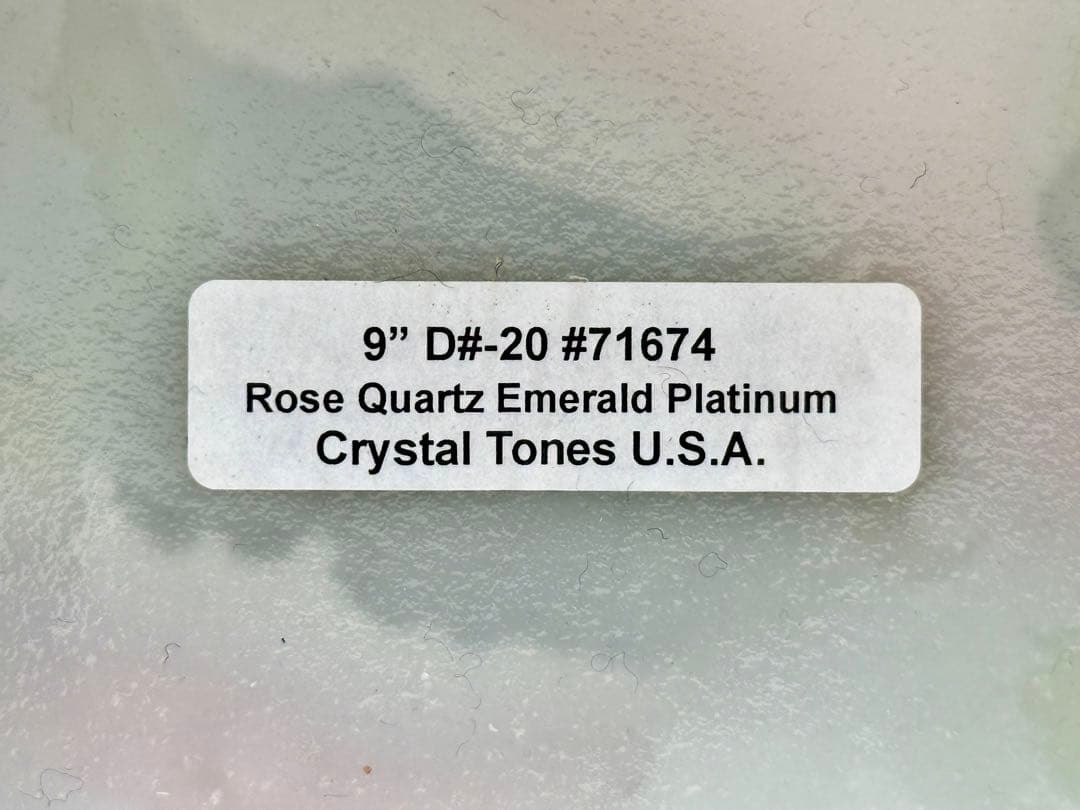 9” D#-20 #71674
Rose Quartz Emerald Platinum
Crystal Tones U.S.A.